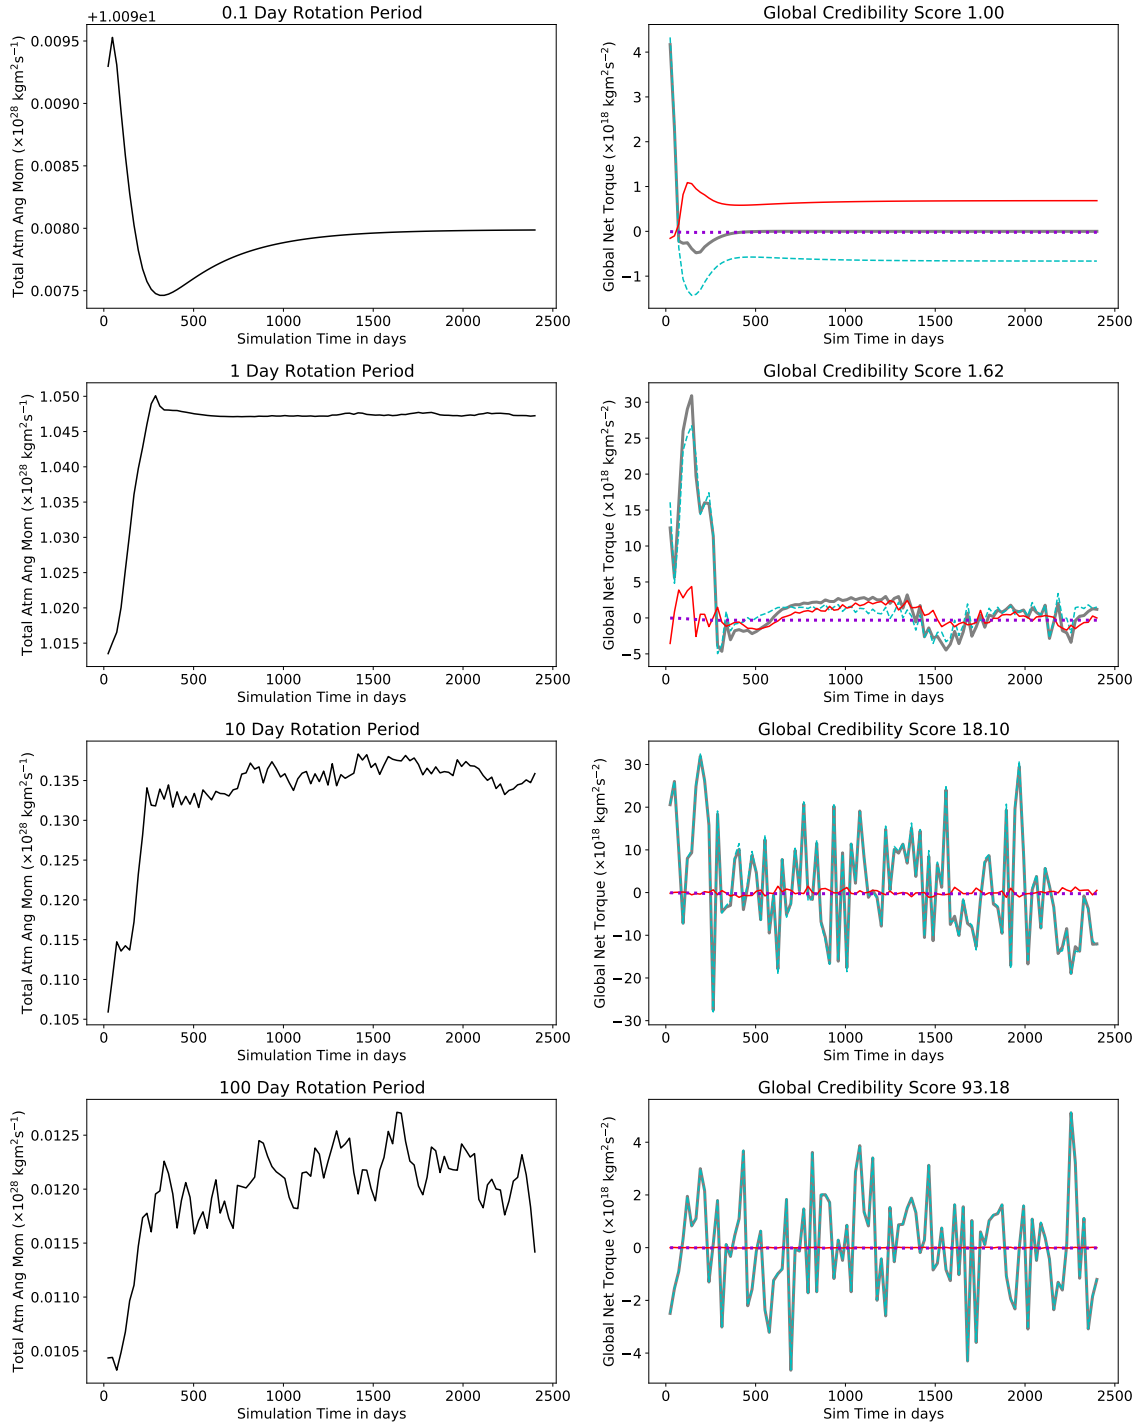 0.1 Day Rotation Period
+1.009e1
Total Atm Ang Mom (×10²⁸ kgm²s⁻¹)
0.0095
0.0090
0.0085
0.0080
0.0075
0 500 1000 1500 2000 2500
Simulation Time in days
Global Credibility Score 1.00
Global Net Torque (×10¹⁸ kgm²s⁻²)
4
3
2
1
0
−1
0 500 1000 1500 2000 2500
Sim Time in days
1 Day Rotation Period
Total Atm Ang Mom (×10²⁸ kgm²s⁻¹)
1.050
1.045
1.040
1.035
1.030
1.025
1.020
1.015
0 500 1000 1500 2000 2500
Simulation Time in days
Global Credibility Score 1.62
Global Net Torque (×10¹⁸ kgm²s⁻²)
30
25
20
15
10
5
0
−5
0 500 1000 1500 2000 2500
Sim Time in days
10 Day Rotation Period
Total Atm Ang Mom (×10²⁸ kgm²s⁻¹)
0.135
0.130
0.125
0.120
0.115
0.110
0.105
0 500 1000 1500 2000 2500
Simulation Time in days
Global Credibility Score 18.10
Global Net Torque (×10¹⁸ kgm²s⁻²)
30
20
10
0
−10
−20
−30
0 500 1000 1500 2000 2500
Sim Time in days
100 Day Rotation Period
Total Atm Ang Mom (×10²⁸ kgm²s⁻¹)
0.0125
0.0120
0.0115
0.0110
0.0105
0 500 1000 1500 2000 2500
Simulation Time in days
Global Credibility Score 93.18
Global Net Torque (×10¹⁸ kgm²s⁻²)
4
2
0
−2
−4
0 500 1000 1500 2000 2500
Sim Time in days